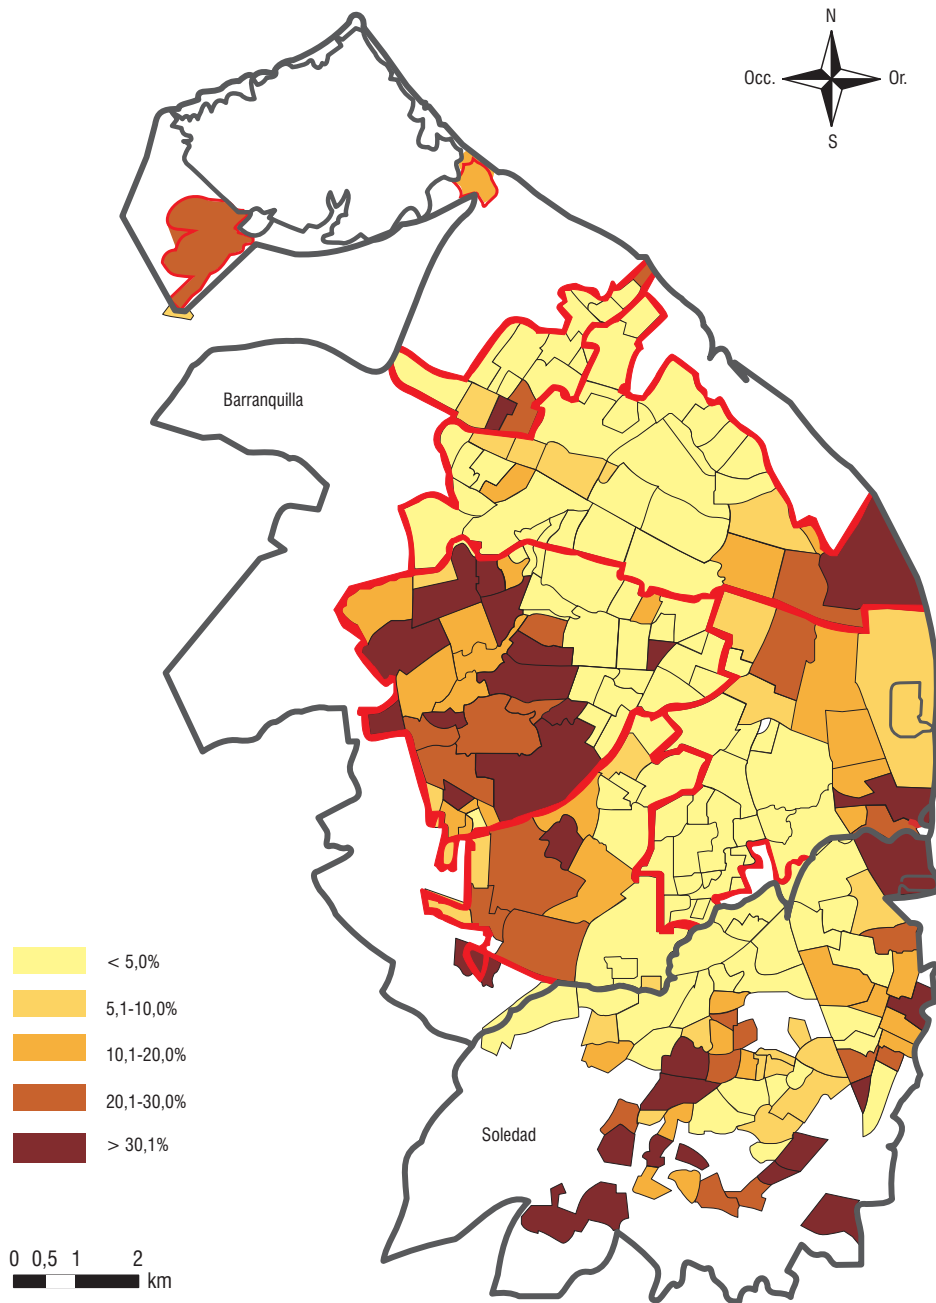 N
Occ.
Or.
S
Barranquilla
< 5,0%
5,1-10,0%
10,1-20,0%
20,1-30,0%
> 30,1%
Soledad
0 0,5 1 2
km